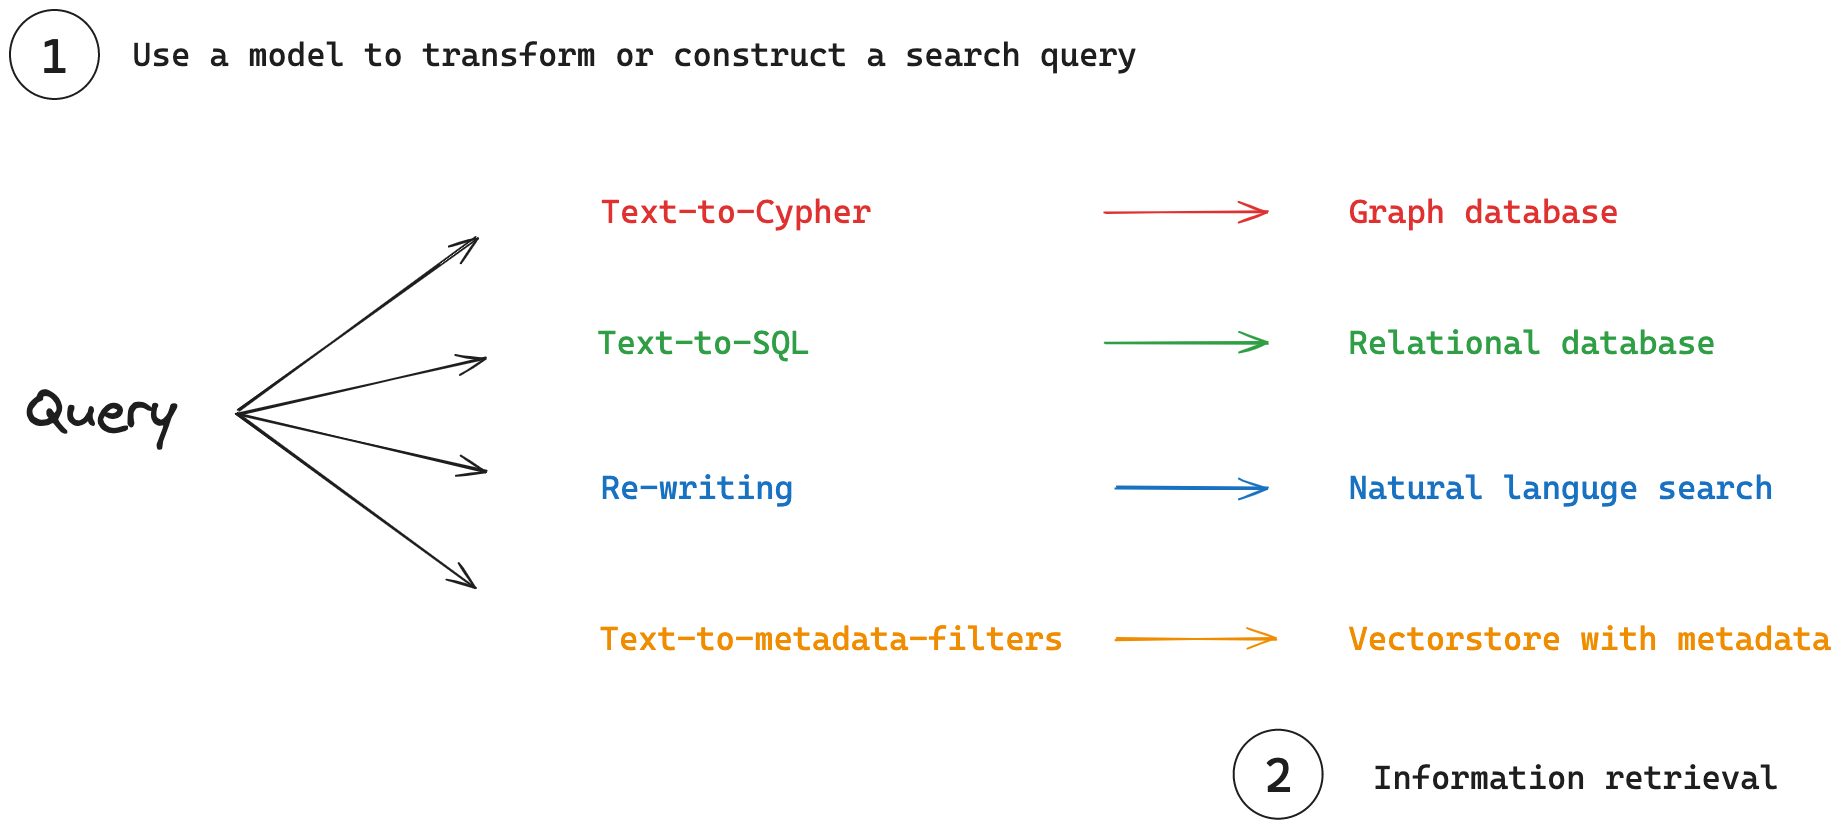 1
Use a model to transform or construct a search query
Text-to-Cypher
Graph database
Text-to-SQL
Relational database
Query
Re-writing
Natural languge search
Text-to-metadata-filters
Vectorstore with metadata
2
Information retrieval